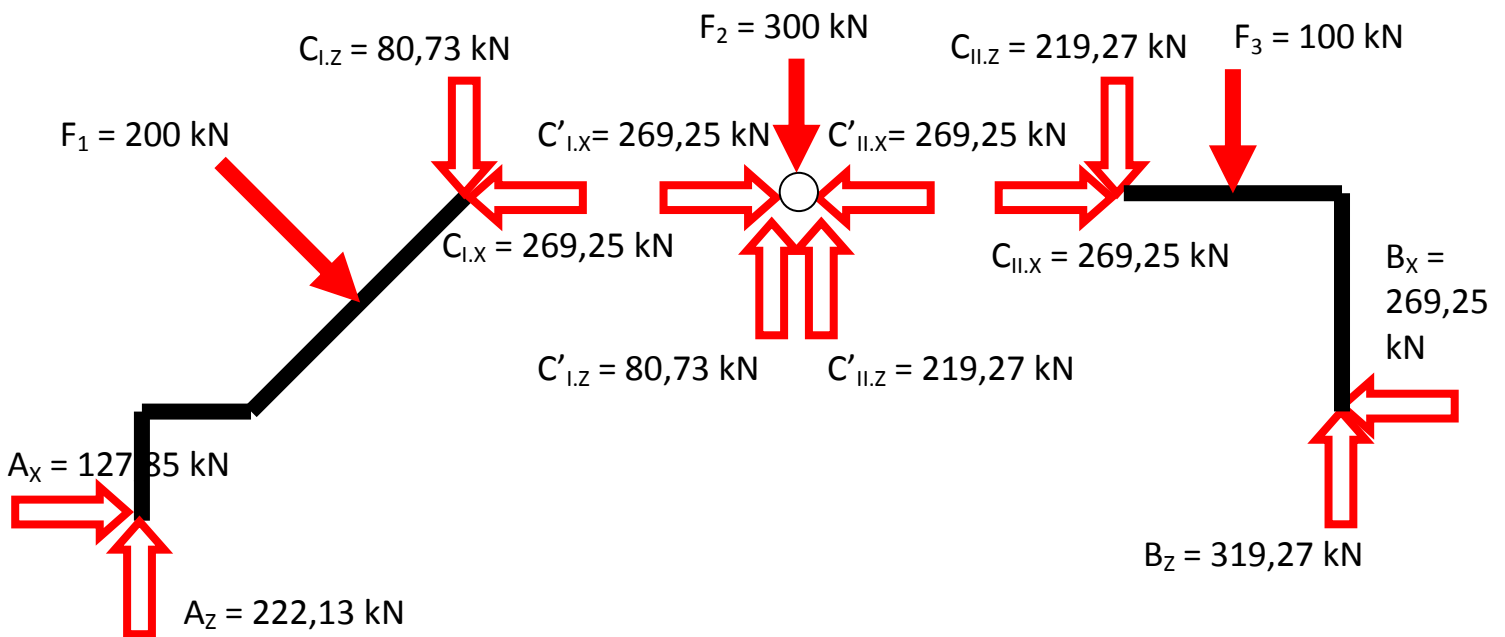 F₂ = 300 kN
C_I.Z = 80,73 kN
C_II.Z = 219,27 kN
F₃ = 100 kN
F₁ = 200 kN
C'_I.X= 269,25 kN
C'_II.X= 269,25 kN
C_I.X = 269,25 kN
C_II.X = 269,25 kN
B_X =
269,25
kN
C'_I.Z = 80,73 kN
C'_II.Z = 219,27 kN
A_X = 127,85 kN
B_Z = 319,27 kN
A_Z = 222,13 kN